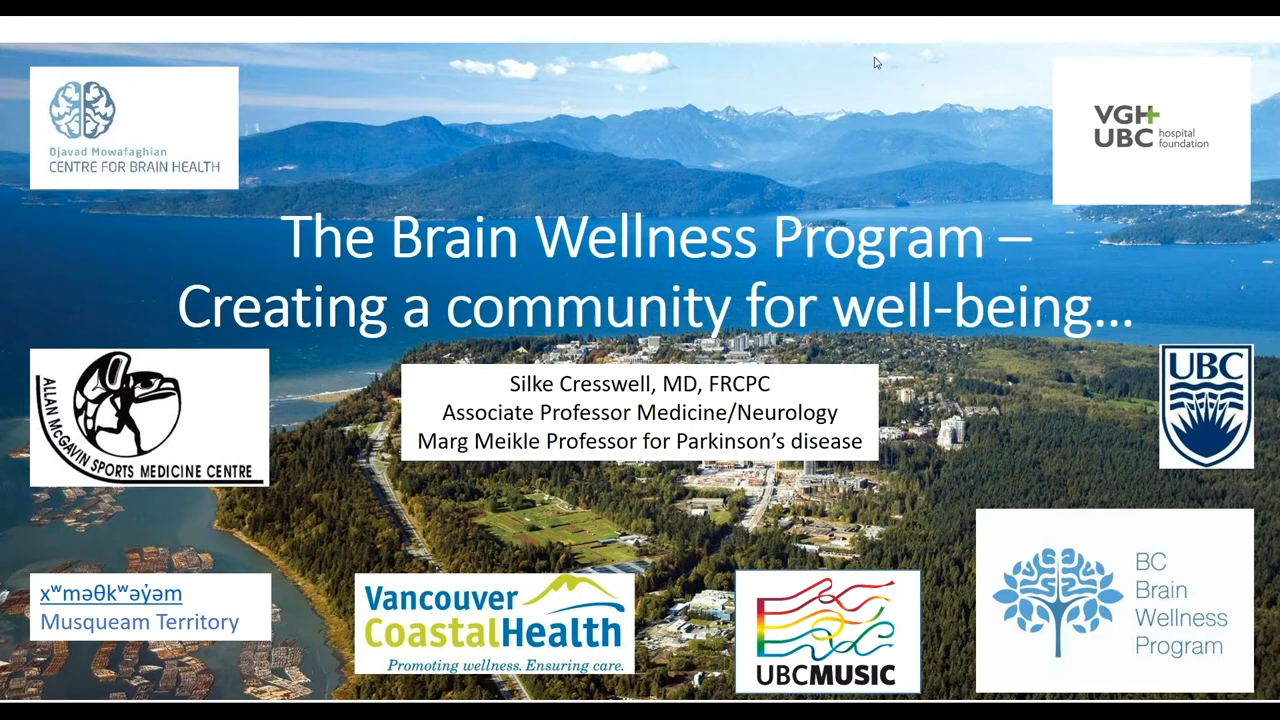 Djavad Mowafaghian
CENTRE FOR BRAIN HEALTH
VGH+
UBC hospital
foundation
The Brain Wellness Program –
Creating a community for well-being...
ALLAN McGAVIN SPORTS MEDICINE CENTRE
Silke Cresswell, MD, FRCPC
Associate Professor Medicine/Neurology
Marg Meikle Professor for Parkinson's disease
UBC
xʷməθkʷəy̓əm
Musqueam Territory
Vancouver
CoastalHealth
Promoting wellness. Ensuring care.
UBCMUSIC
BC
Brain
Wellness
Program